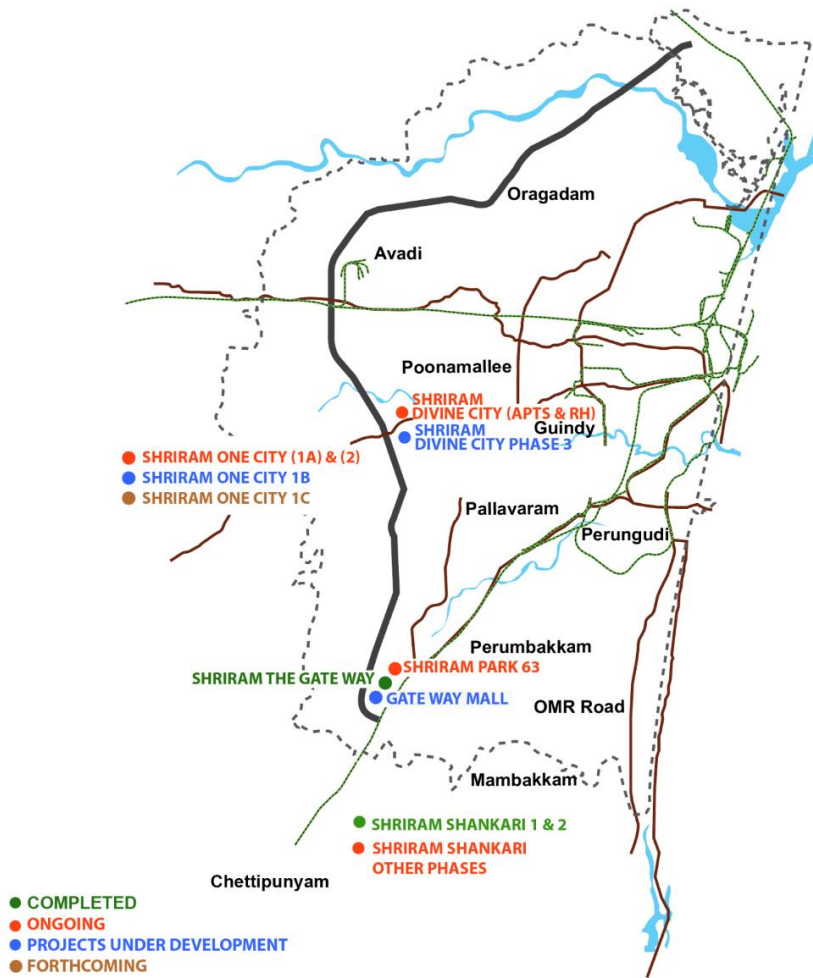 Oragadam
Avadi
Poonamallee
SHRIRAM
DIVINE CITY (APTS & RH)
Guindy
SHRIRAM
DIVINE CITY PHASE 3
SHRIRAM ONE CITY (1A) & (2)
SHRIRAM ONE CITY 1B
SHRIRAM ONE CITY 1C
Pallavaram
Perungudi
Perumbakkam
SHRIRAM PARK 63
SHRIRAM THE GATE WAY
GATE WAY MALL
OMR Road
Mambakkam
SHRIRAM SHANKARI 1 & 2
SHRIRAM SHANKARI
OTHER PHASES
Chettipunyam
COMPLETED
ONGOING
PROJECTS UNDER DEVELOPMENT
FORTHCOMING